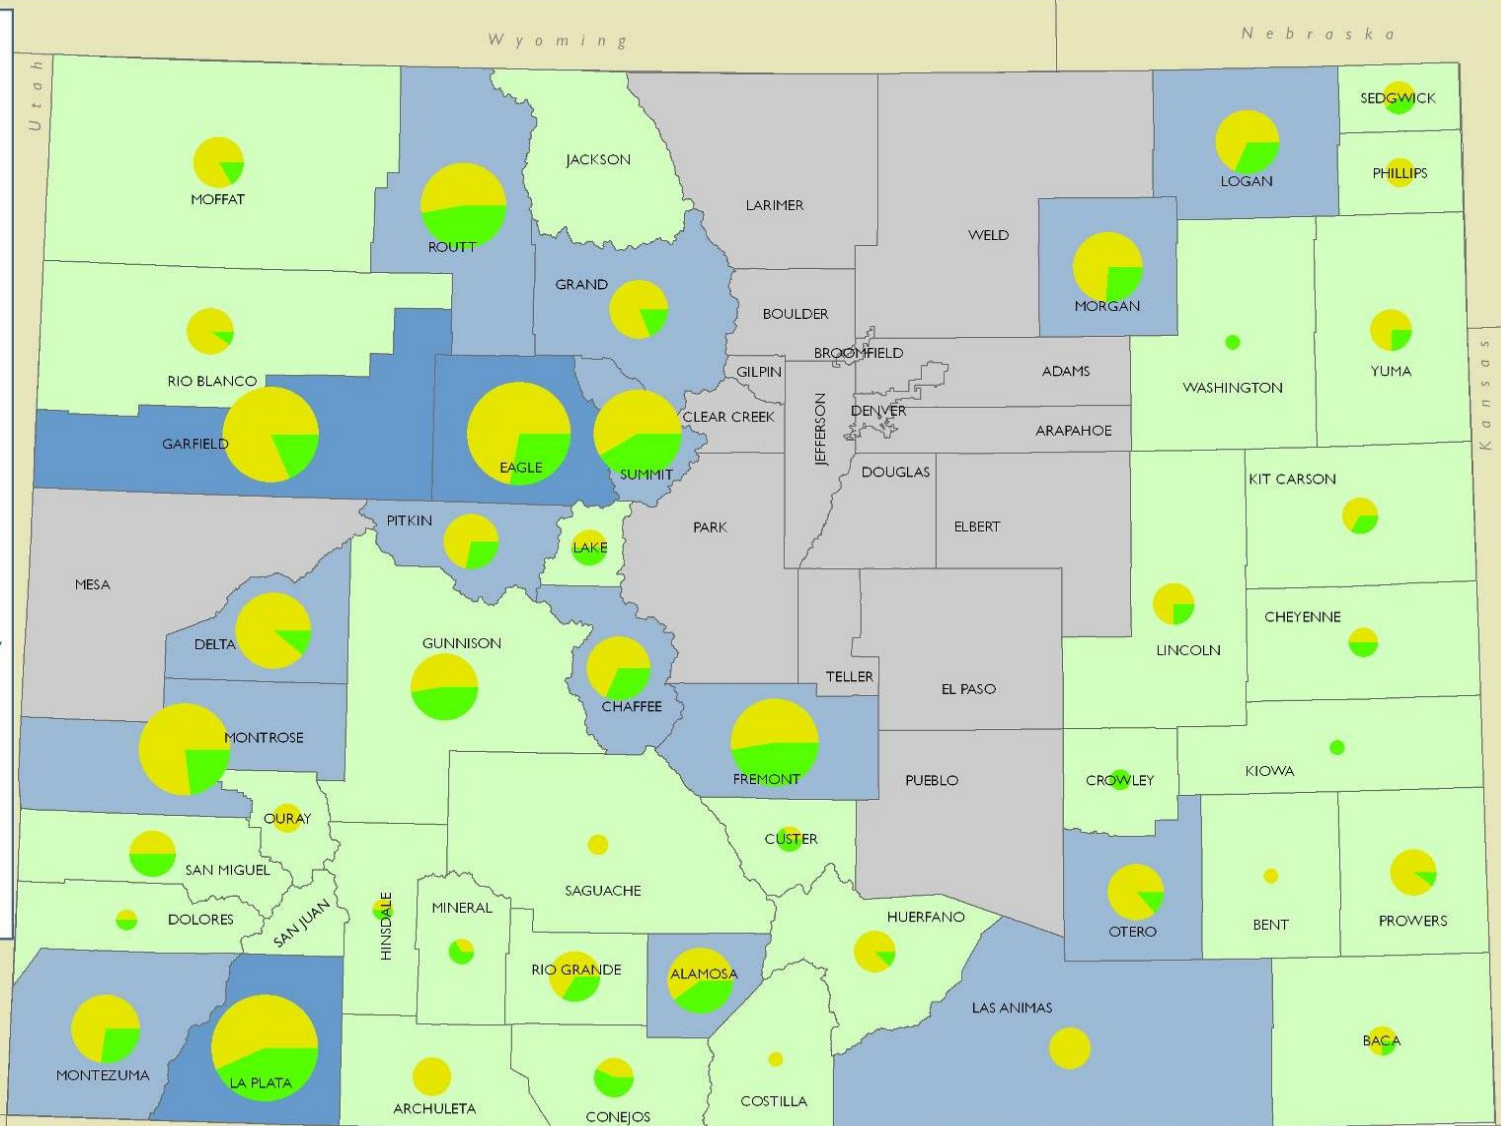 Wyoming
Nebraska
Utah
SEDGWICK
JACKSON
MOFFAT
PHILLIPS
LOGAN
LARIMER
WELD
ROUTT
GRAND
MORGAN
BOULDER
BROOMFIELD
Kansas
GILPIN
ADAMS
YUMA
RIO BLANCO
WASHINGTON
CLEAR CREEK
DENVER
JEFFERSON
ARAPAHOE
GARFIELD
EAGLE
SUMMIT
DOUGLAS
KIT CARSON
PITKIN
PARK
ELBERT
LAKE
MESA
CHEYENNE
DELTA
GUNNISON
LINCOLN
TELLER
EL PASO
CHAFFEE
MONTROSE
FREMONT
PUEBLO
CROWLEY
KIOWA
OURAY
CUSTER
SAN MIGUEL
SAGUACHE
HINSDALE
MINERAL
DOLORES
SAN JUAN
HUERFANO
OTERO
BENT
PROWERS
RIO GRANDE
ALAMOSA
LAS ANIMAS
BACA
MONTEZUMA
LA PLATA
ARCHULETA
CONEJOS
COSTILLA